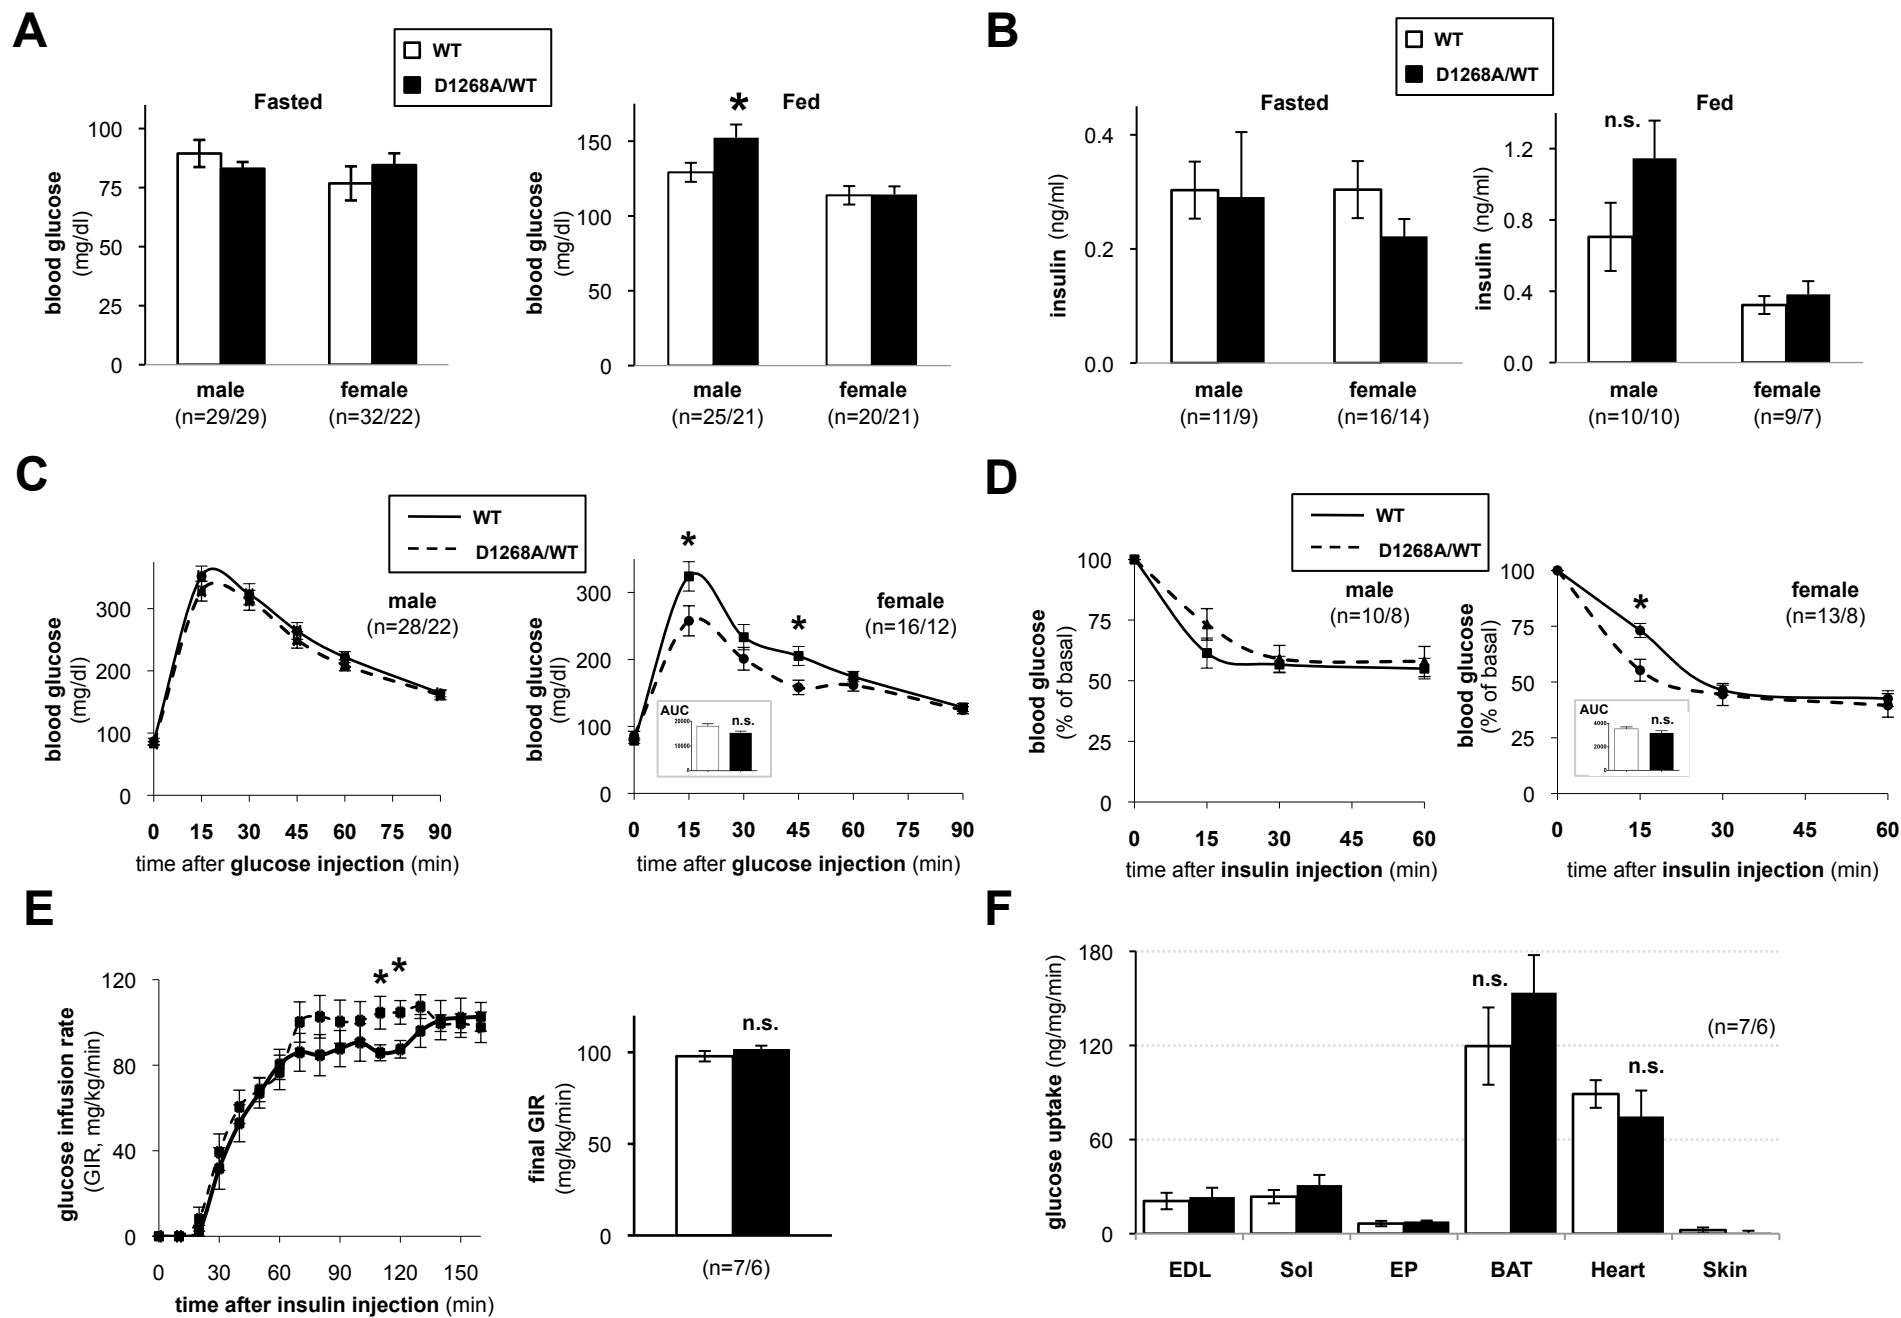 A
WT
D1268A/WT
Fasted
blood glucose
(mg/dl)
100
75
50
25
0
male
(n=29/29)
female
(n=32/22)
*
Fed
blood glucose
(mg/dl)
150
100
50
0
male
(n=25/21)
female
(n=20/21)
B
WT
D1268A/WT
Fasted
insulin (ng/ml)
0.4
0.2
0.0
male
(n=11/9)
female
(n=16/14)
Fed
n.s.
insulin (ng/ml)
1.2
0.8
0.4
0.0
male
(n=10/10)
female
(n=9/7)
C
WT
D1268A/WT
male
(n=28/22)
blood glucose
(mg/dl)
300
200
100
0
0 15 30 45 60 75 90
time after glucose injection (min)
*
*
female
(n=16/12)
blood glucose
(mg/dl)
300
200
100
0
AUC
n.s.
20000
10000
0
0 15 30 45 60 75 90
time after glucose injection (min)
D
WT
D1268A/WT
male
(n=10/8)
blood glucose
(% of basal)
100
75
50
25
0
0 15 30 45 60
time after insulin injection (min)
*
female
(n=13/8)
blood glucose
(% of basal)
100
75
50
25
0
AUC
n.s.
4000
2000
0
0 15 30 45 60
time after insulin injection (min)
E
* *
glucose infusion rate
(GIR, mg/kg/min)
120
80
40
0
0 30 60 90 120 150
time after insulin injection (min)
n.s.
final GIR
(mg/kg/min)
100
50
0
(n=7/6)
F
glucose uptake (ng/mg/min)
180
120
60
0
n.s.
n.s.
(n=7/6)
EDL Sol EP BAT Heart Skin